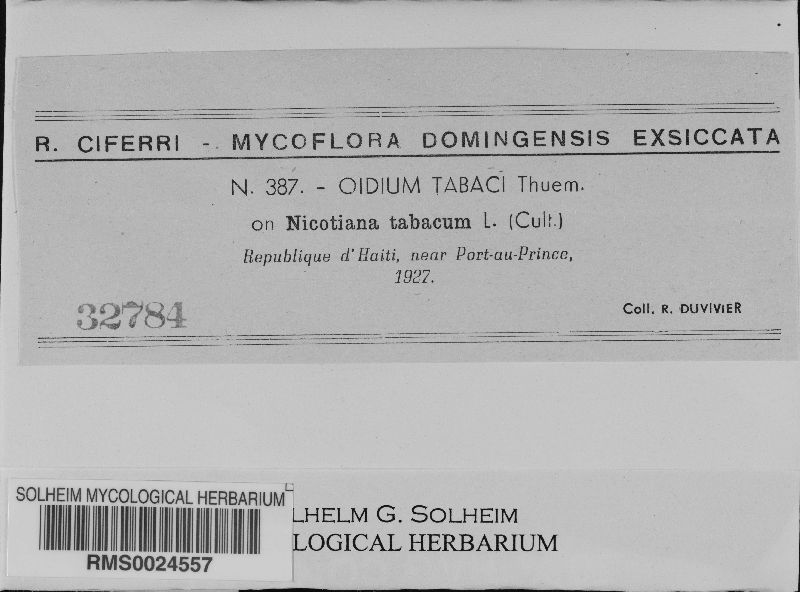 R. CIFERRI - MYCOFLORA DOMINGENSIS EXSICCATA
N. 387. - OIDIUM TABACI Thuem.
on Nicotiana tabacum L. (Cult.)
Republique d'Haiti, near Port-au-Prince,
1927.
32784
Coll. R. DUVIVIER
SOLHEIM MYCOLOGICAL HERBARIUM
RMS0024557
LHELM G. SOLHEIM
LOGICAL HERBARIUM